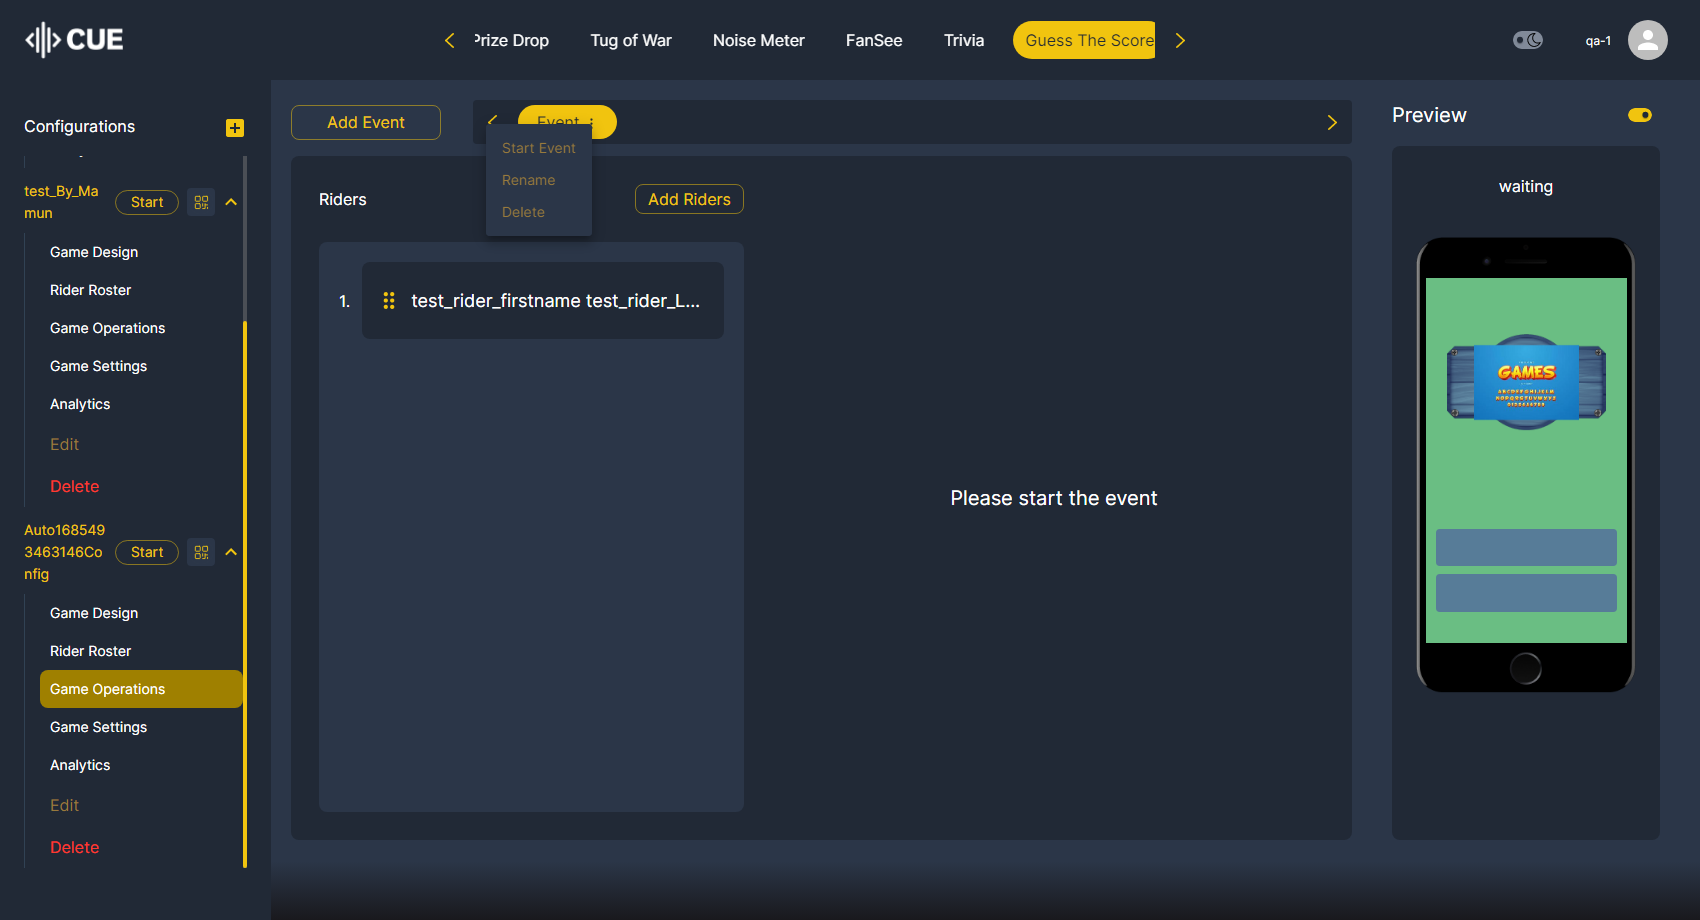 CUE
Prize Drop
Tug of War
Noise Meter
FanSee
Trivia
Guess The Score
qa-1
Configurations
test_By_Ma
mun
Start
Game Design
Rider Roster
Game Operations
Game Settings
Analytics
Edit
Delete
Auto168549
3463146Co
nfig
Start
Game Design
Rider Roster
Game Operations
Game Settings
Analytics
Edit
Delete
Add Event
Event
Start Event
Rename
Delete
Riders
Add Riders
1.
test_rider_firstname test_rider_L...
Please start the event
Preview
waiting
GAMES